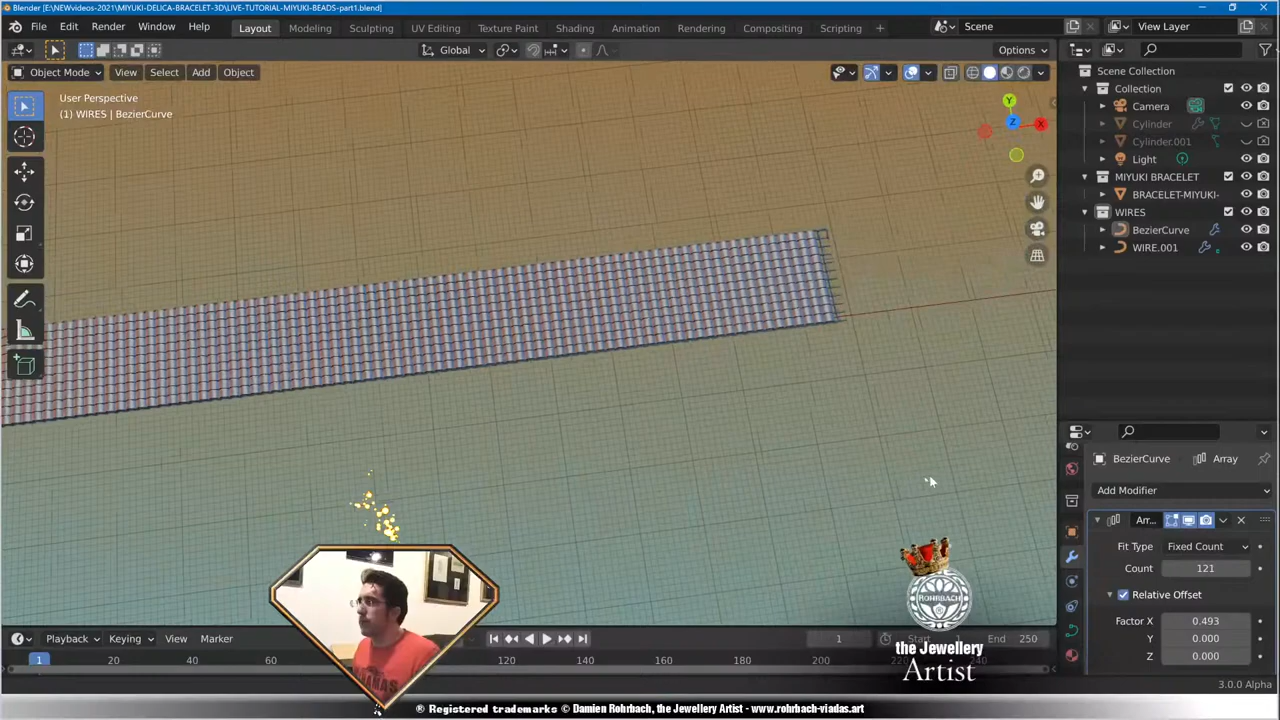 Blender [E:\NEWvideos-2021\MIYUKI-DELICA-BRACELET-3D\LIVE-TUTORIAL-MIYUKI-BEADS-part1.blend]
File Edit Render Window Help Layout Modeling Sculpting UV Editing Texture Paint Shading Animation Rendering Compositing Scripting Scene View Layer
Global Options
Object Mode View Select Add Object
User Perspective
(1) WIRES | BezierCurve
Y
Z
X
Scene Collection
Collection
Camera
Cylinder
Cylinder.001
Light
MIYUKI BRACELET
BRACELET-MIYUKI-
WIRES
BezierCurve
WIRE.001
BezierCurve Array
Add Modifier
Arr...
Fit Type Fixed Count
Count 121
Relative Offset
Factor X 0.493
Y 0.000
Z 0.000
Playback Keying View Marker 1 Start 1 End 250
1 20 40 60 120 140 160 180 200 240
3.0.0 Alpha
ROHRBACH
the Jewellery
Artist
® Registered trademarks © Damien Rohrbach, the Jewellery Artist - www.rohrbach-viadas.art